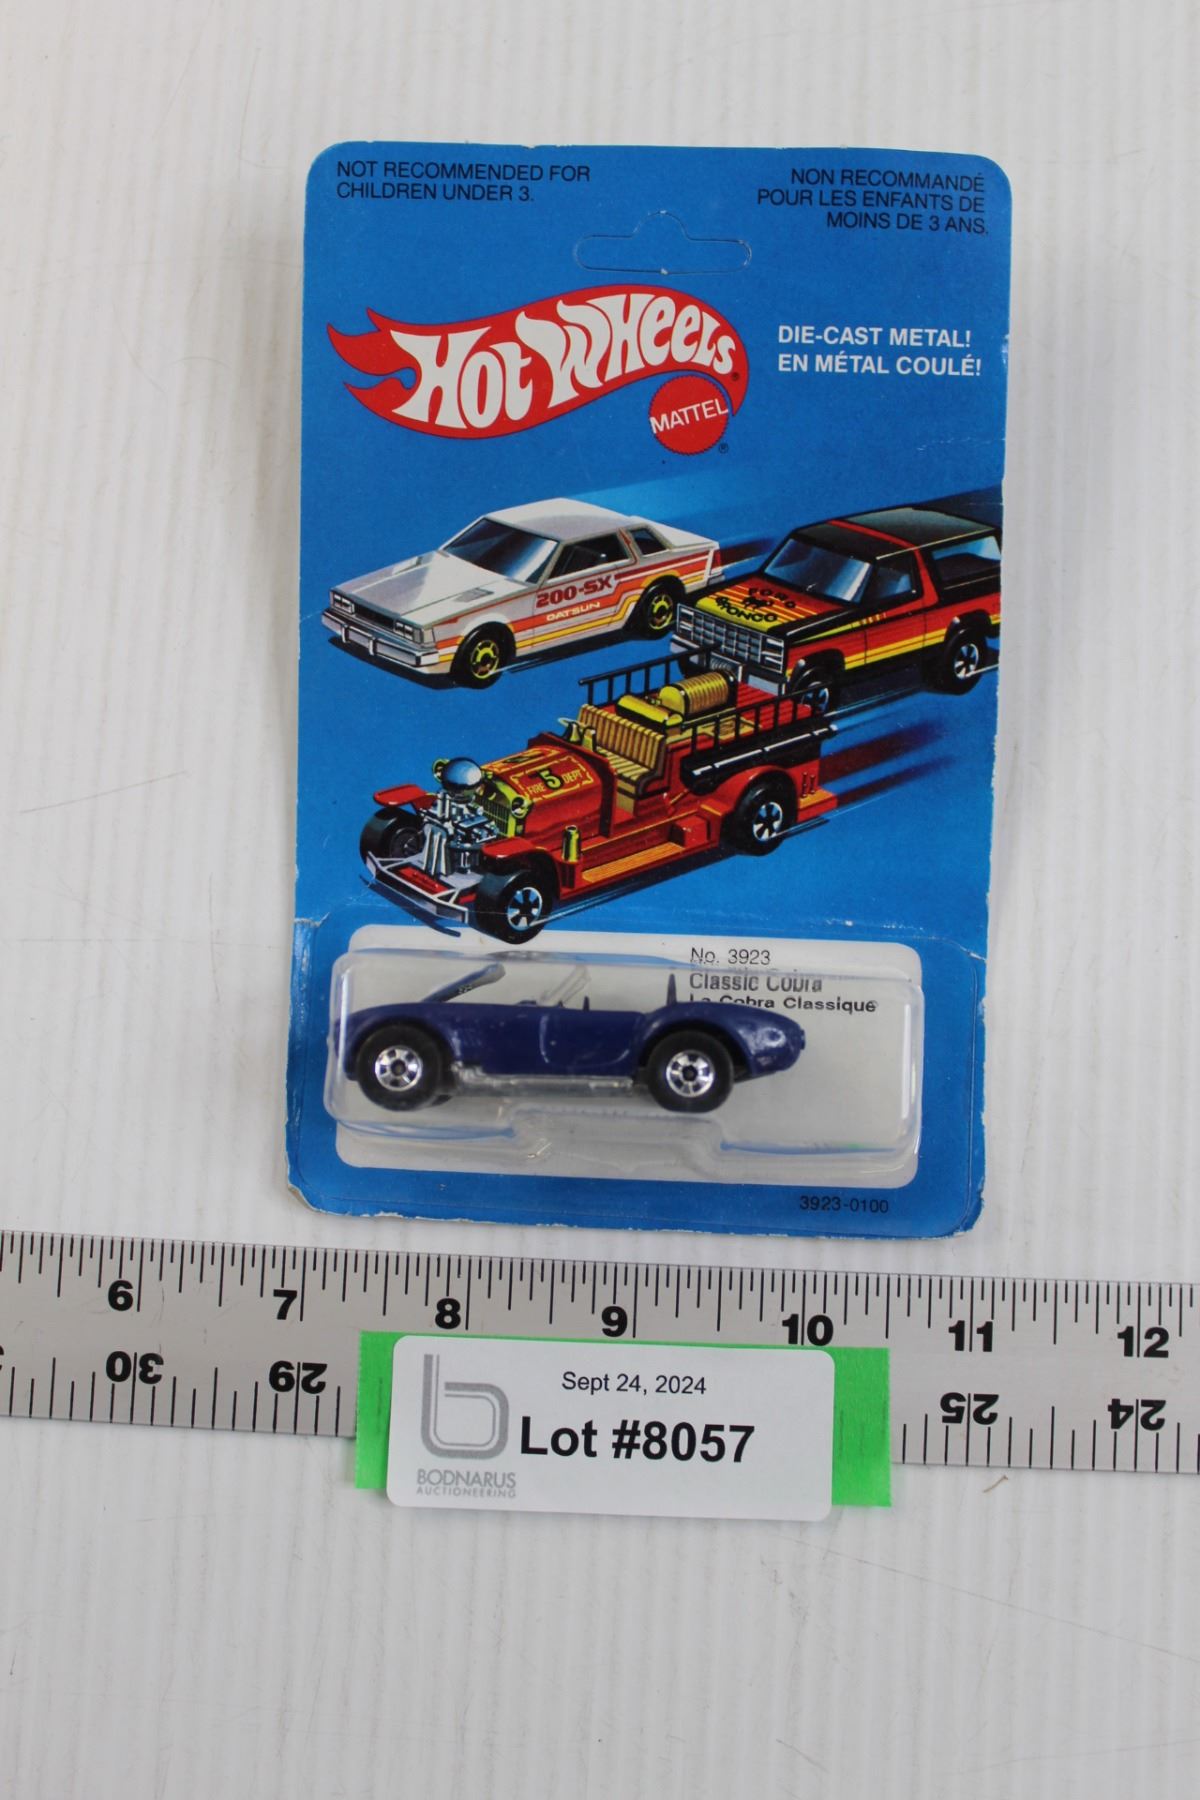 NOT RECOMMENDED FOR
CHILDREN UNDER 3.
NON RECOMMANDÉ
POUR LES ENFANTS DE
MOINS DE 3 ANS.
Hot Wheels
MATTEL
DIE-CAST METAL!
EN MÉTAL COULÉ!
200-SX
DATSUN
FORD
BRONCO
FIRE 5 DEPT
No. 3923
Classic Cobra
La Cobra Classique
3923-0100
6 7 8 9 10 11 12
30 29 25 24
Sept 24, 2024
Lot #8057
BODNARUS
AUCTIONEERING